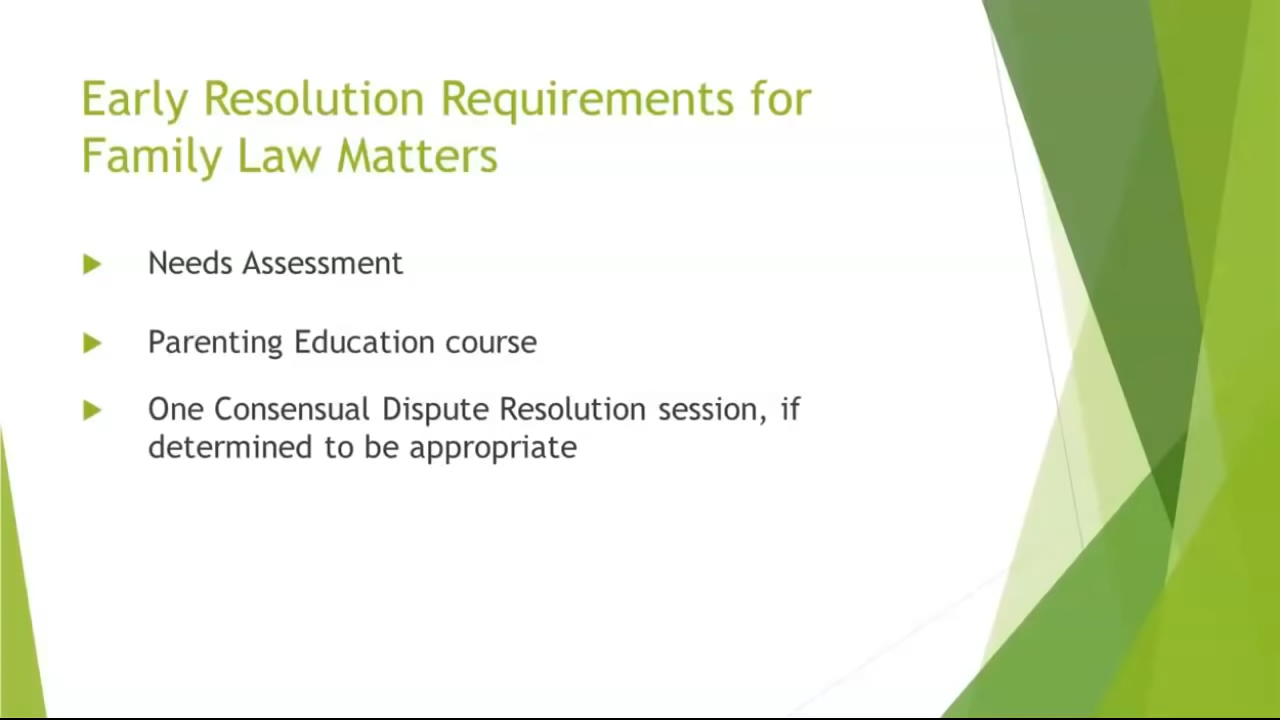 Early Resolution Requirements for
Family Law Matters
Needs Assessment
Parenting Education course
One Consensual Dispute Resolution session, if
determined to be appropriate